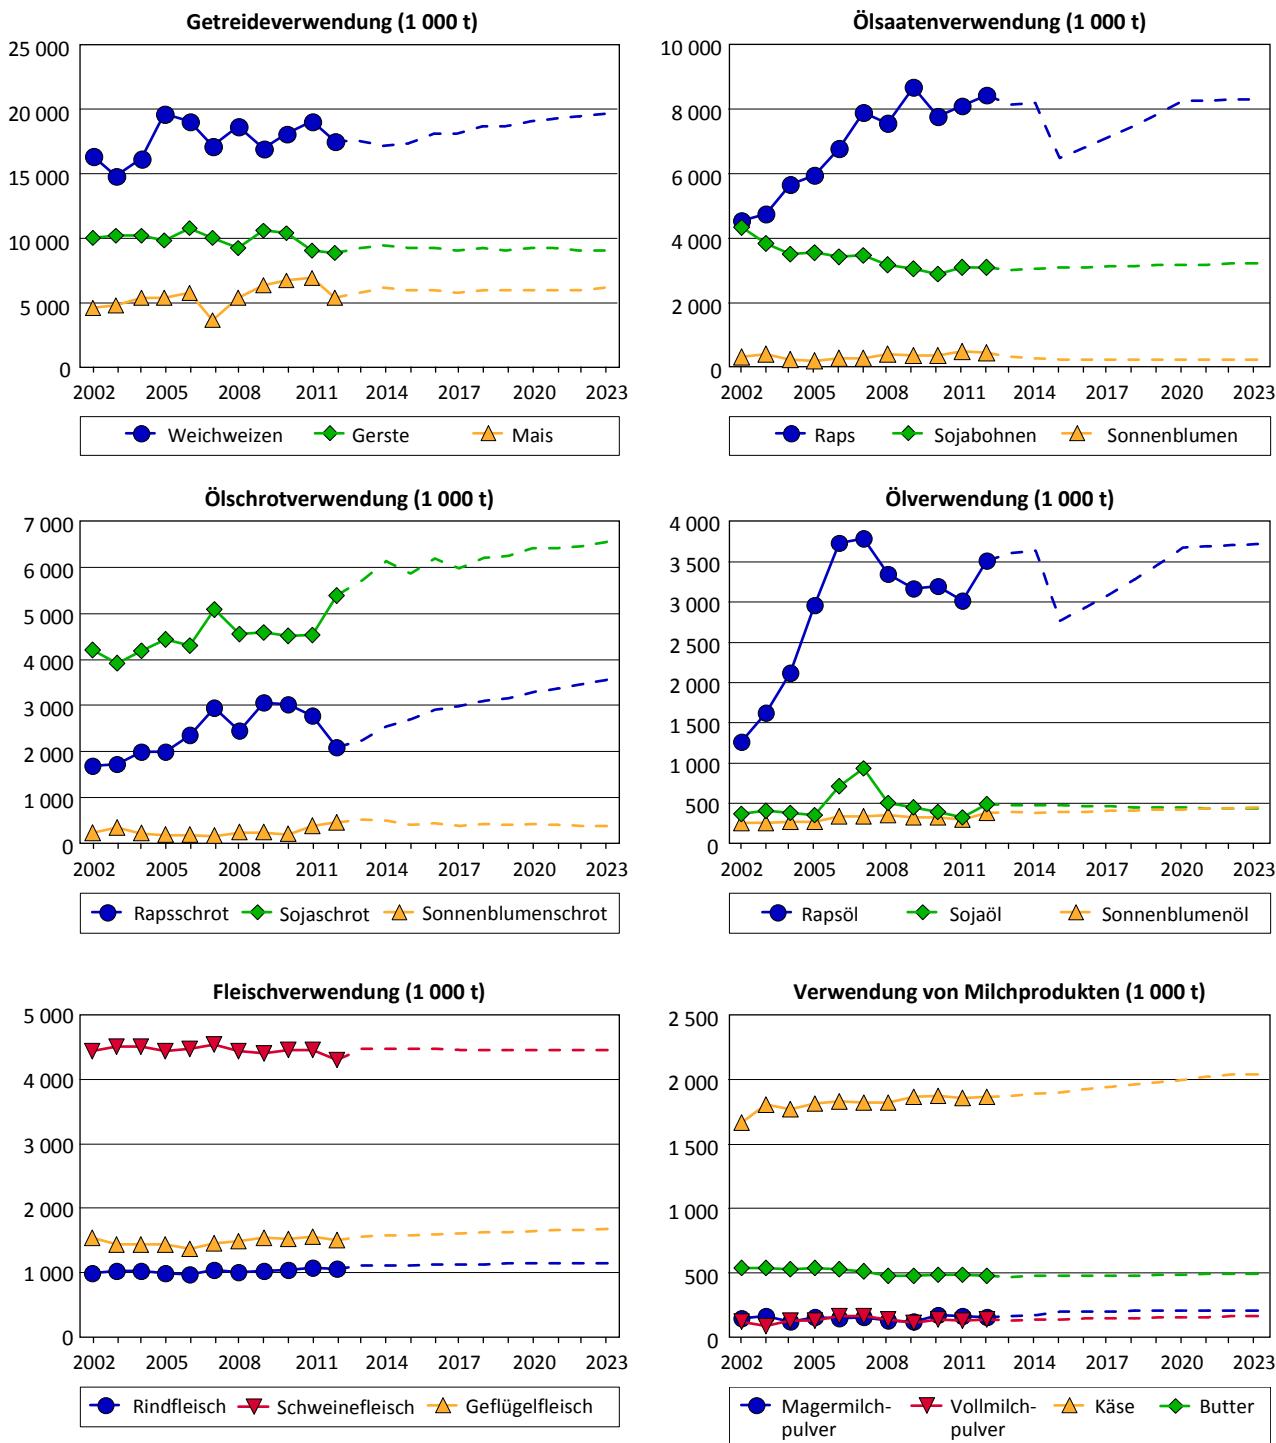 Getreideverwendung (1 000 t)
25 000
20 000
15 000
10 000
5 000
0
2002 2005 2008 2011 2014 2017 2020 2023
Weichweizen Gerste Mais
Ölsaatenverwendung (1 000 t)
10 000
8 000
6 000
4 000
2 000
0
2002 2005 2008 2011 2014 2017 2020 2023
Raps Sojabohnen Sonnenblumen
Ölschrotverwendung (1 000 t)
7 000
6 000
5 000
4 000
3 000
2 000
1 000
0
2002 2005 2008 2011 2014 2017 2020 2023
Rapsschrot Sojaschrot Sonnenblumenschrot
Ölverwendung (1 000 t)
4 000
3 500
3 000
2 500
2 000
1 500
1 000
500
0
2002 2005 2008 2011 2014 2017 2020 2023
Rapsöl Sojaöl Sonnenblumenöl
Fleischverwendung (1 000 t)
5 000
4 000
3 000
2 000
1 000
0
2002 2005 2008 2011 2014 2017 2020 2023
Rindfleisch Schweinefleisch Geflügelfleisch
Verwendung von Milchprodukten (1 000 t)
2 500
2 000
1 500
1 000
500
0
2002 2005 2008 2011 2014 2017 2020 2023
Magermilch- Vollmilch- Käse Butter
pulver pulver